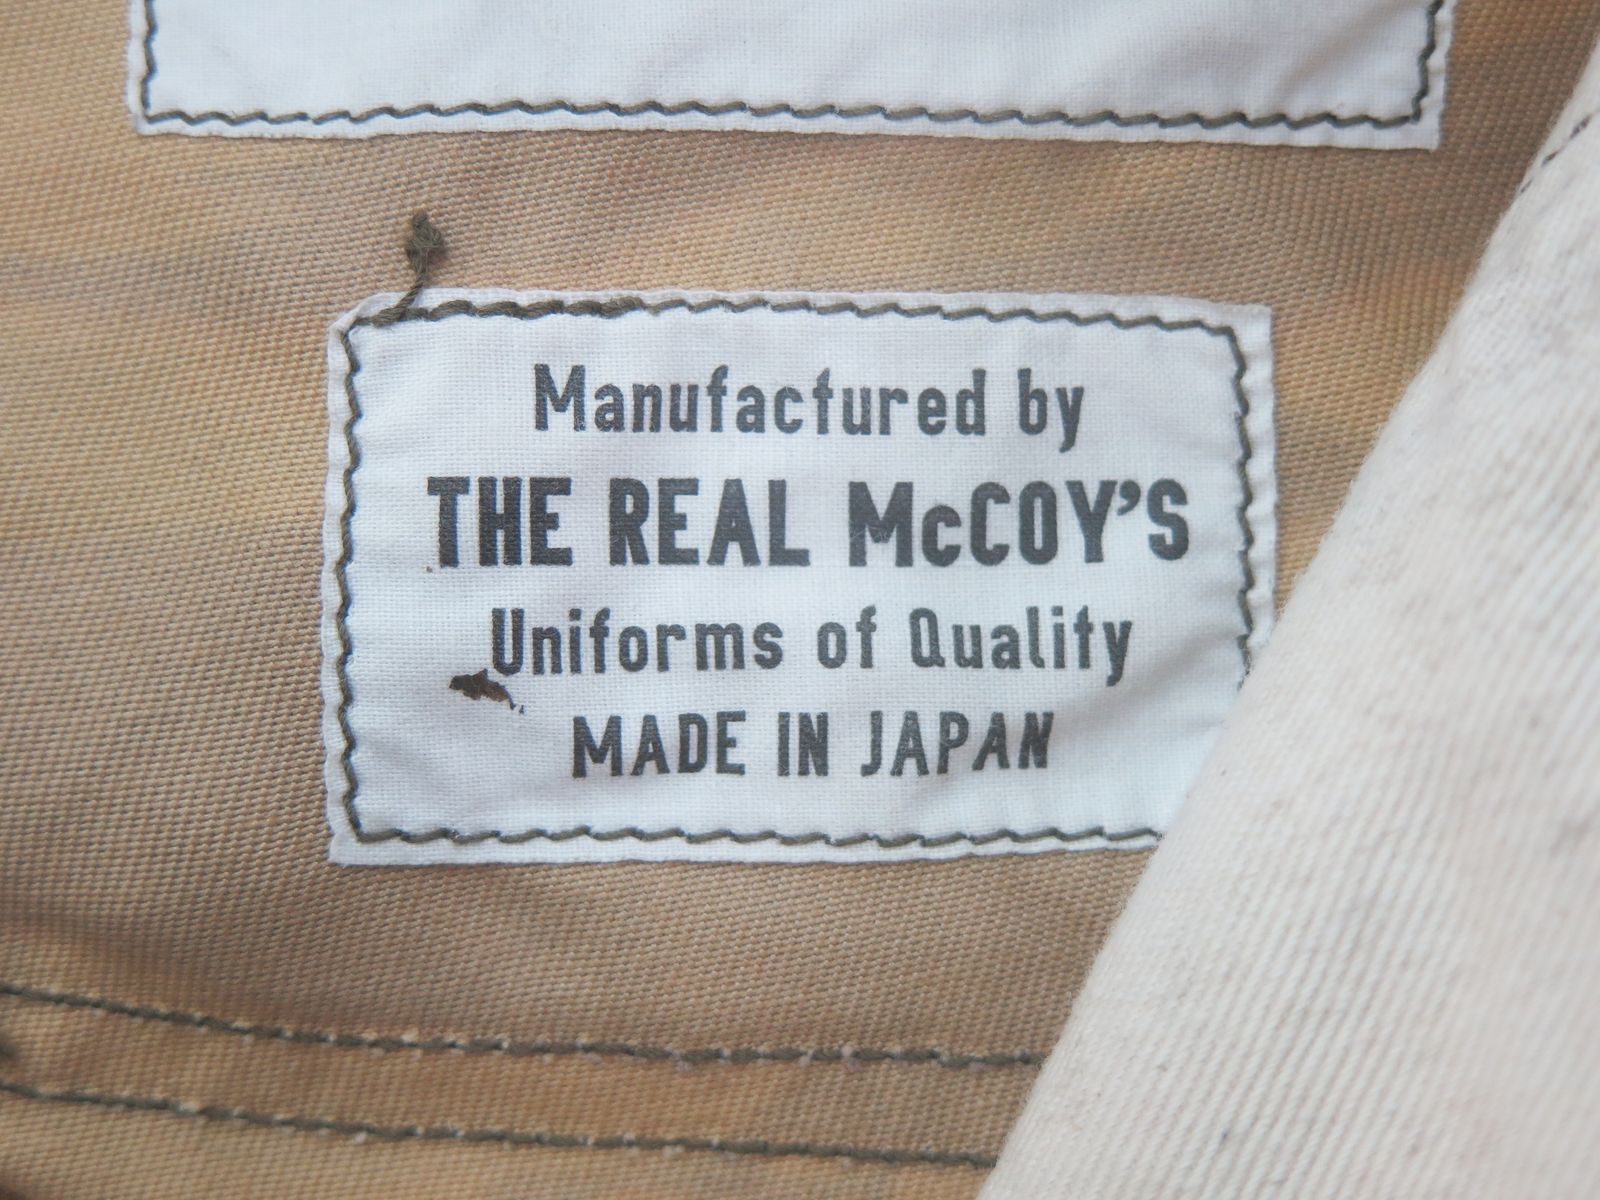 Manufactured by
THE REAL McCOY'S
Uniforms of Quality
MADE IN JAPAN